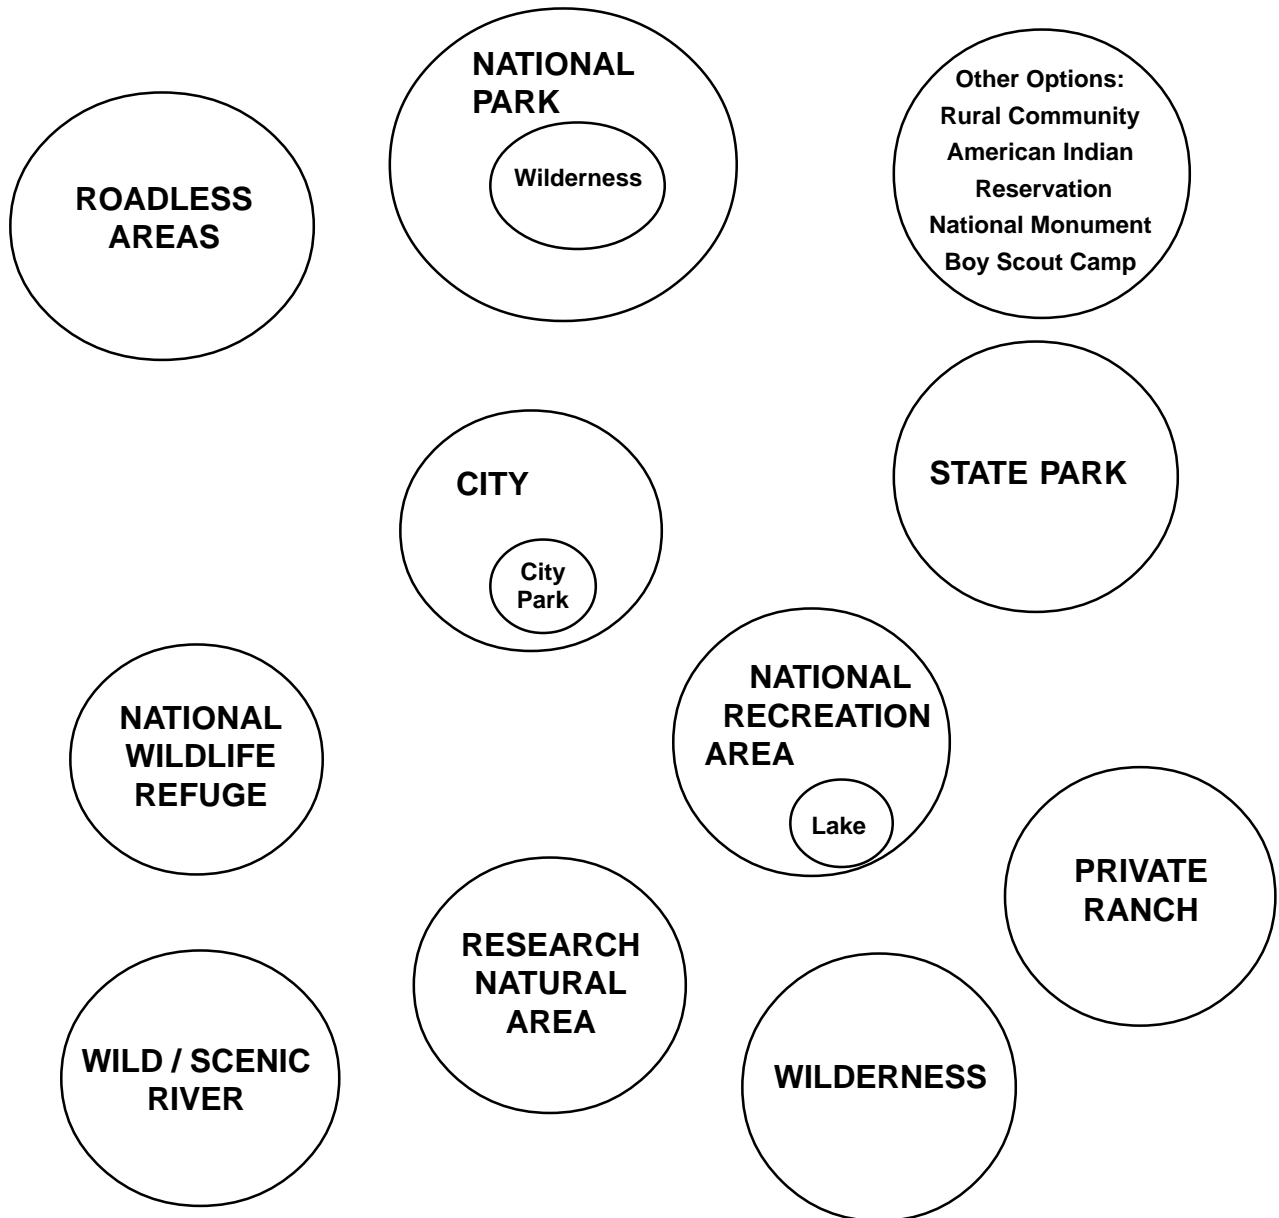 NATIONAL
PARK
Wilderness
Other Options:
Rural Community
American Indian
Reservation
National Monument
Boy Scout Camp
ROADLESS
AREAS
CITY
City
Park
STATE PARK
NATIONAL
WILDLIFE
REFUGE
NATIONAL
RECREATION
AREA
Lake
PRIVATE
RANCH
RESEARCH
NATURAL
AREA
WILD / SCENIC
RIVER
WILDERNESS